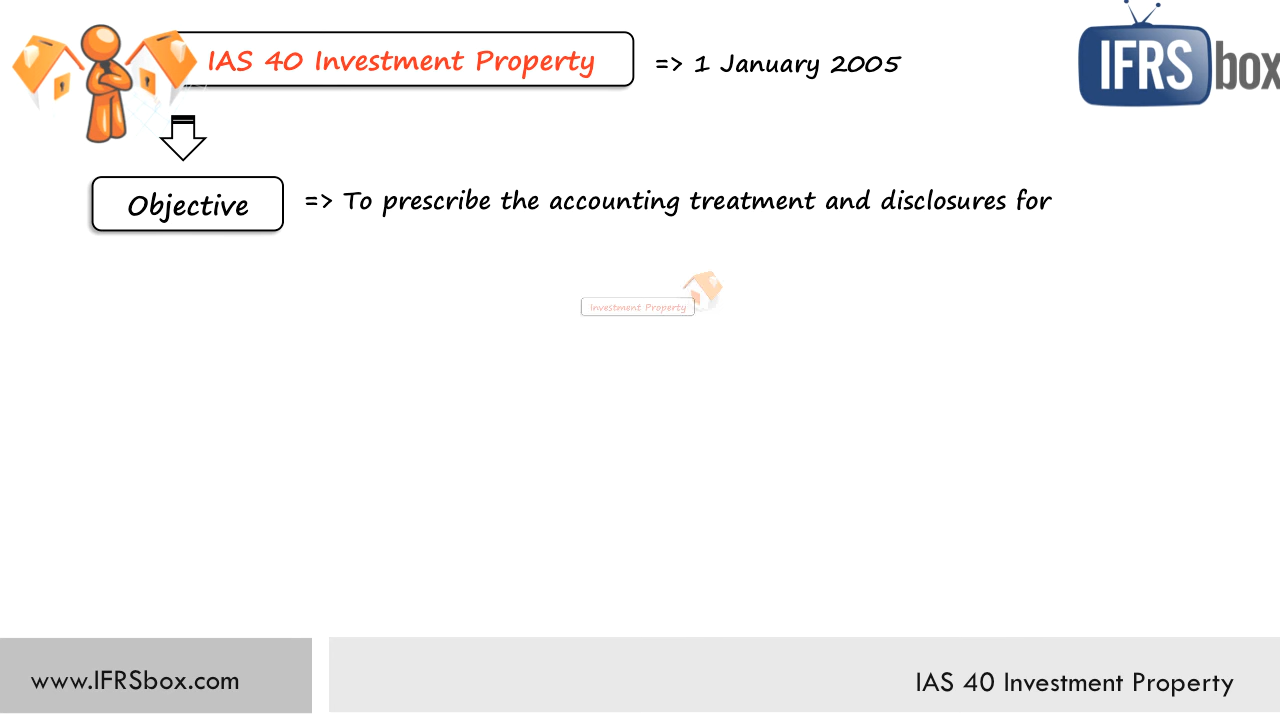 IAS 40 Investment Property
=> 1 January 2005
IFRS box
Objective
=> To prescribe the accounting treatment and disclosures for
Investment Property
www.IFRSbox.com
IAS 40 Investment Property